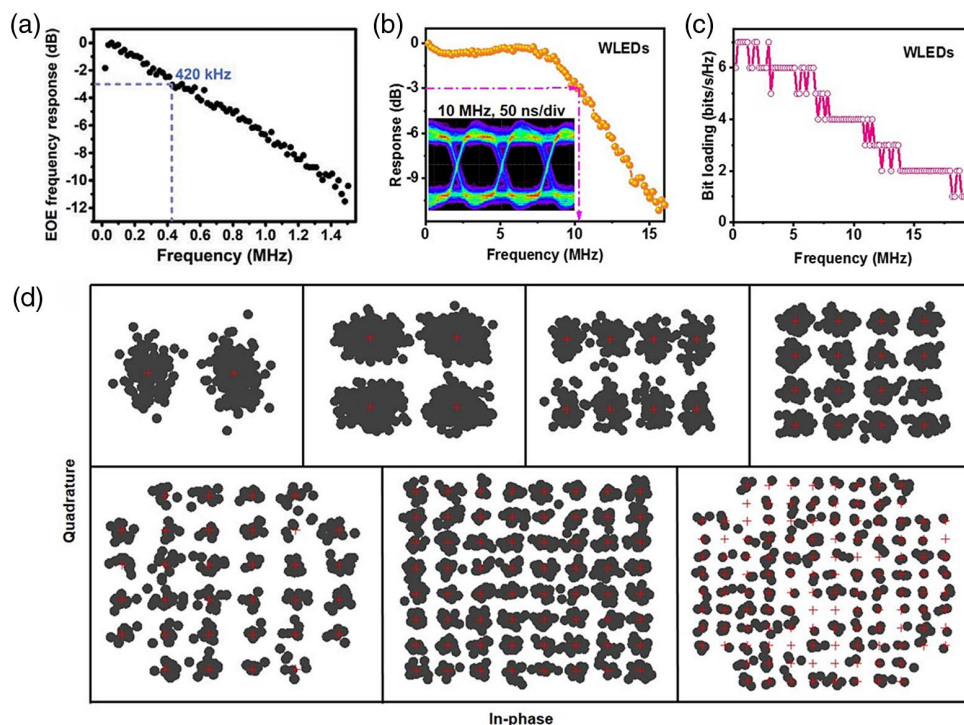 (a)
EOE frequency response (dB)
0
-2
-4
-6
-8
-10
-12
420 kHz
0.0 0.2 0.4 0.6 0.8 1.0 1.2 1.4
Frequency (MHz)
(b)
WLEDs
Response (dB)
0
-3
-6
-9
10 MHz, 50 ns/div
0 5 10 15
Frequency (MHz)
(c)
WLEDs
Bit loading (bits/s/Hz)
6
4
2
0
0 5 10 15
Frequency (MHz)
(d)
Quadrature
In-phase